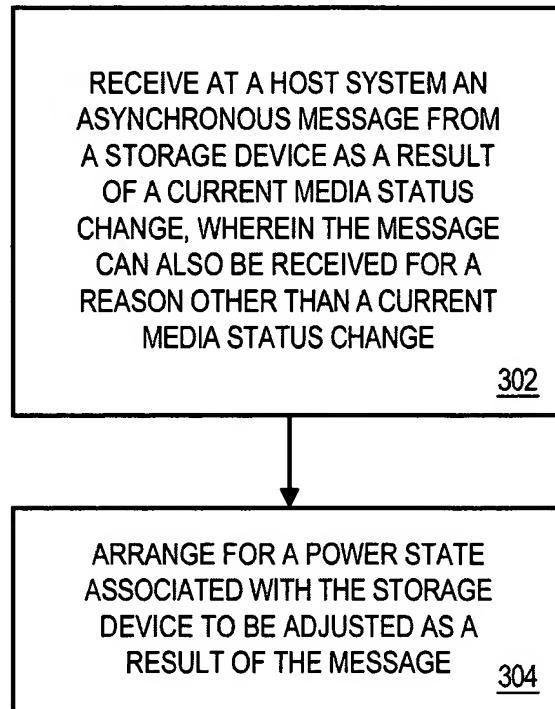 RECEIVE AT A HOST SYSTEM AN
ASYNCHRONOUS MESSAGE FROM
A STORAGE DEVICE AS A RESULT
OF A CURRENT MEDIA STATUS
CHANGE, WHEREIN THE MESSAGE
CAN ALSO BE RECEIVED FOR A
REASON OTHER THAN A CURRENT
MEDIA STATUS CHANGE
302
ARRANGE FOR A POWER STATE
ASSOCIATED WITH THE STORAGE
DEVICE TO BE ADJUSTED AS A
RESULT OF THE MESSAGE
304